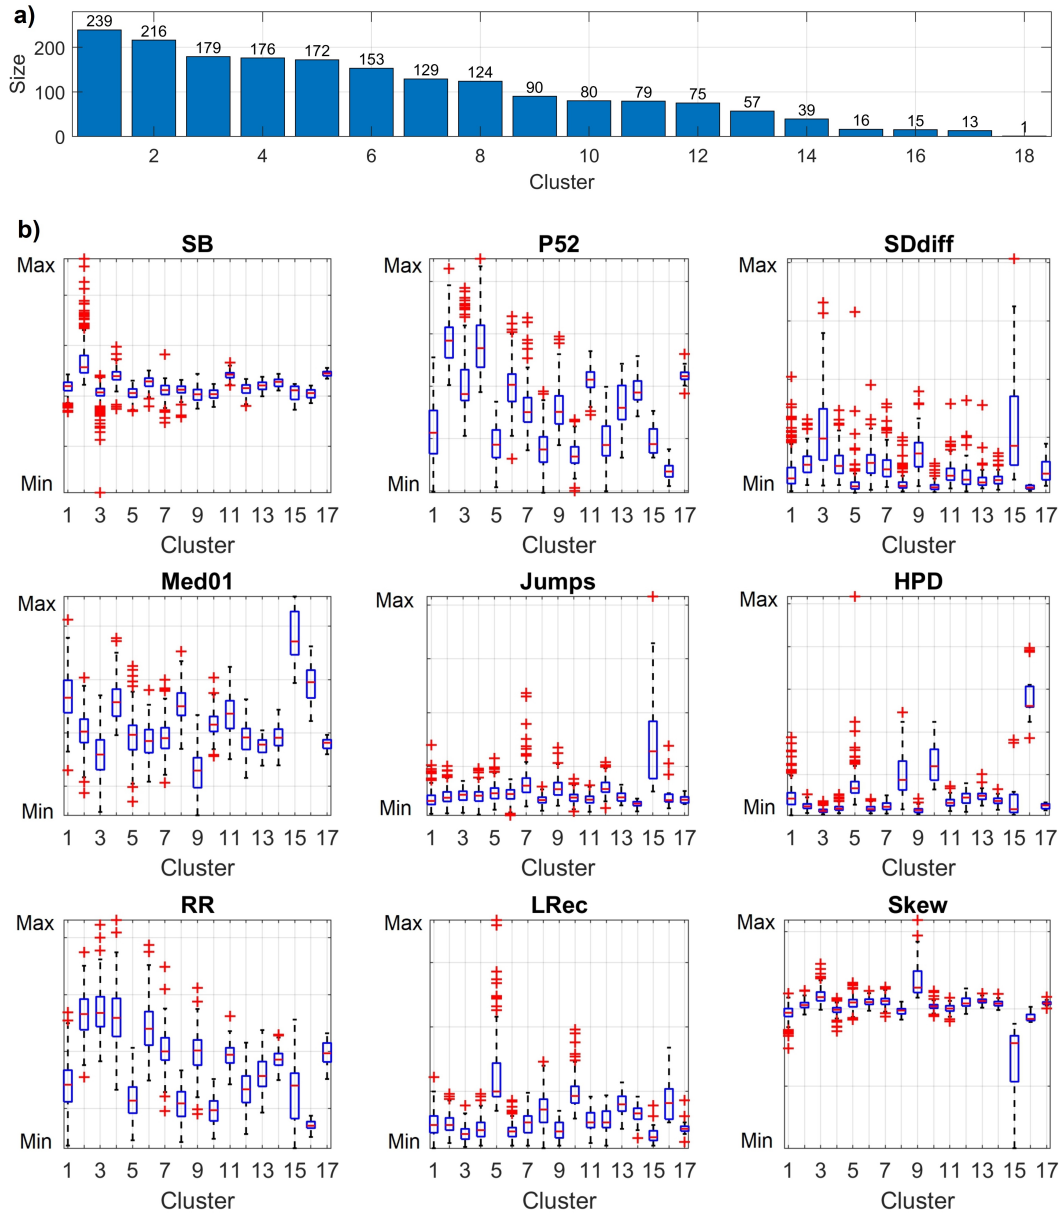 a)
Size
200
100
0
239
216
179
176
172
153
129
124
90
80
79
75
57
39
16
15
13
1
2
4
6
8
10
12
14
16
18
Cluster
b)
SB
Max
Min
1
3
5
7
9
11
13
15
17
Cluster
P52
Max
Min
1
3
5
7
9
11
13
15
17
Cluster
SDdiff
Max
Min
1
3
5
7
9
11
13
15
17
Cluster
Med01
Max
Min
1
3
5
7
9
11
13
15
17
Cluster
Jumps
Max
Min
1
3
5
7
9
11
13
15
17
Cluster
HPD
Max
Min
1
3
5
7
9
11
13
15
17
Cluster
RR
Max
Min
1
3
5
7
9
11
13
15
17
Cluster
LRec
Max
Min
1
3
5
7
9
11
13
15
17
Cluster
Skew
Max
Min
1
3
5
7
9
11
13
15
17
Cluster